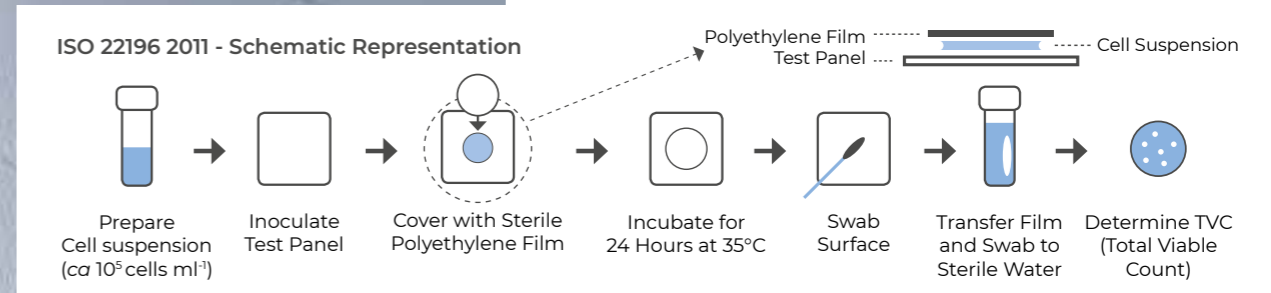 ISO 22196 2011 - Schematic Representation
Polyethylene Film
Test Panel
Cell Suspension
Prepare
Cell suspension
(ca 10⁵ cells ml⁻¹)
Inoculate
Test Panel
Cover with Sterile
Polyethylene Film
Incubate for
24 Hours at 35°C
Swab
Surface
Transfer Film
and Swab to
Sterile Water
Determine TVC
(Total Viable
Count)